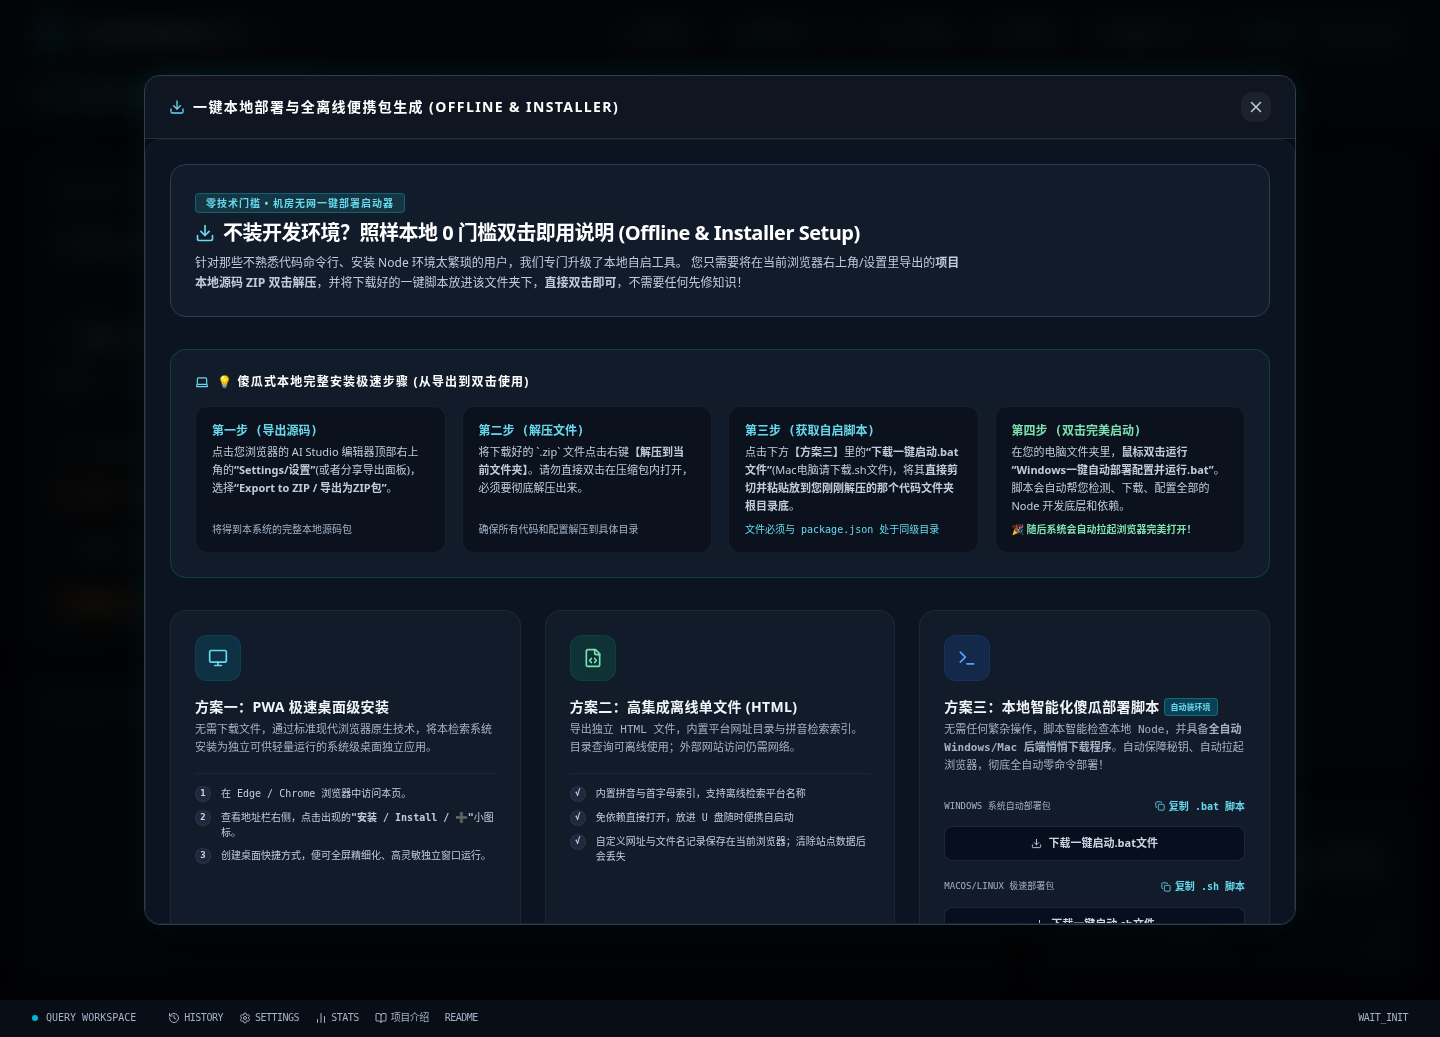 一键本地部署与全离线便携包生成 (OFFLINE & INSTALLER)
零技术门槛 • 机房无网一键部署启动器
不装开发环境？照样本地 0 门槛双击即用说明 (Offline & Installer Setup)
针对那些不熟悉代码命令行、安装 Node 环境太繁琐的用户，我们专门升级了本地自启工具。 您只需要将在当前浏览器右上角/设置里导出的项目
本地源码 ZIP 双击解压，并将下载好的一键脚本放进该文件夹下，直接双击即可，不需要任何先修知识！
💡 傻瓜式本地完整安装极速步骤 (从导出到双击使用)
第一步 (导出源码)
点击您浏览器的 AI Studio 编辑器顶部右上
角的“Settings/设置”(或者分享导出面板)，
选择“Export to ZIP / 导出为ZIP包”。
将得到本系统的完整本地源码包
第二步 (解压文件)
将下载好的 `.zip` 文件点击右键【解压到当
前文件夹】。请勿直接双击在压缩包内打开，
必须要彻底解压出来。
确保所有代码和配置解压到具体目录
第三步 (获取自启脚本)
点击下方【方案三】里的“下载一键启动.bat
文件”(Mac电脑请下载.sh文件)，将其直接剪
切并粘贴放到您刚刚解压的那个代码文件夹
根目录底。
文件必须与 package.json 处于同级目录
第四步 (双击完美启动)
在您的电脑文件夹里，鼠标双击运行
“Windows一键自动部署配置并运行.bat”。
脚本会自动帮您检测、下载、配置全部的
Node 开发底层和依赖。
🎉 随后系统会自动拉起浏览器完美打开！
方案一：PWA 极速桌面级安装
无需下载文件，通过标准现代浏览器原生技术，将本检索系统
安装为独立可供轻量运行的系统级桌面独立应用。
1 在 Edge / Chrome 浏览器中访问本页。
2 查看地址栏右侧，点击出现的"安装 / Install / ➕"小图
标。
3 创建桌面快捷方式，便可全屏精细化、高灵敏独立窗口运行。
方案二：高集成离线单文件 (HTML)
导出独立 HTML 文件，内置平台网址目录与拼音检索索引。
目录查询可离线使用；外部网站访问仍需网络。
√ 内置拼音与首字母索引，支持离线检索平台名称
√ 免依赖直接打开，放进 U 盘随时便携自启动
√ 自定义网址与文件名记录保存在当前浏览器；清除站点数据后
会丢失
方案三：本地智能化傻瓜部署脚本 自动装环境
无需任何繁杂操作，脚本智能检查本地 Node，并具备全自动
Windows/Mac 后端悄悄下载程序。自动保障秘钥、自动拉起
浏览器，彻底全自动零命令部署！
WINDOWS 系统自动部署包 复制 .bat 脚本
下载一键启动.bat文件
MACOS/LINUX 极速部署包 复制 .sh 脚本
下载一键启动.sh文件
QUERY WORKSPACE HISTORY SETTINGS STATS 项目介绍 README WAIT_INIT